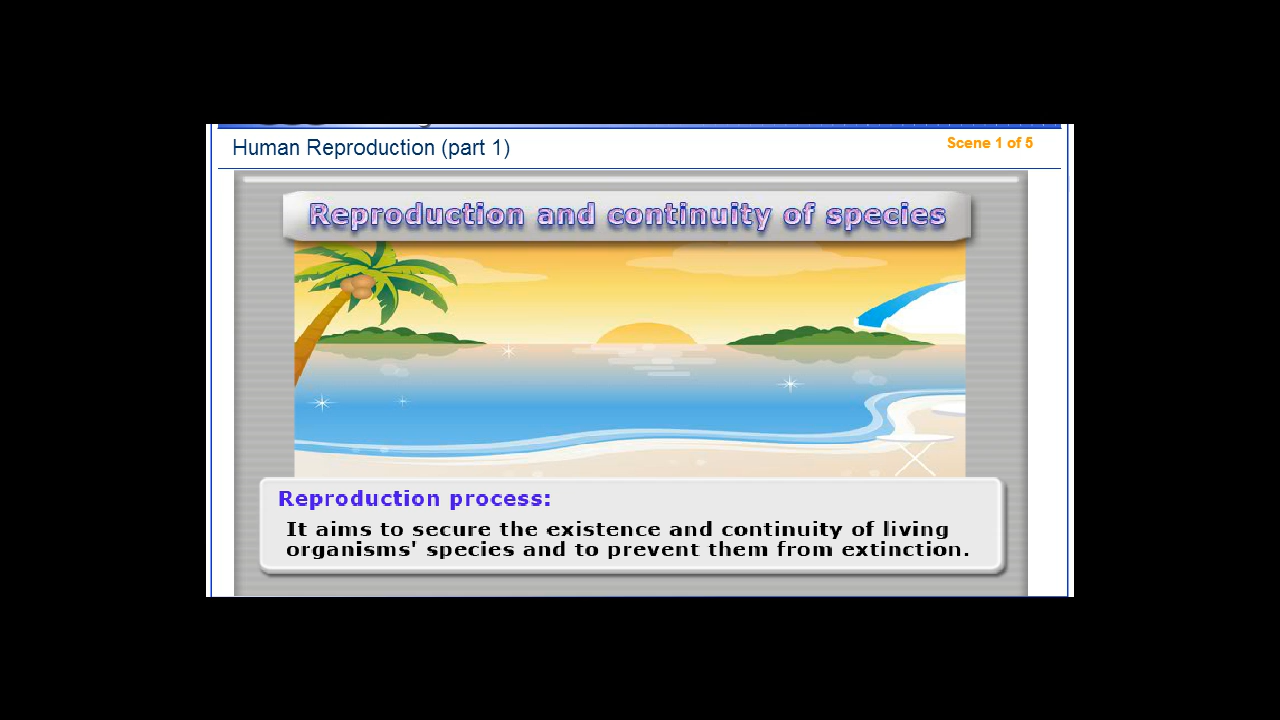 Human Reproduction (part 1)
Scene 1 of 5
Reproduction and continuity of species
Reproduction process:
It aims to secure the existence and continuity of living
organisms' species and to prevent them from extinction.